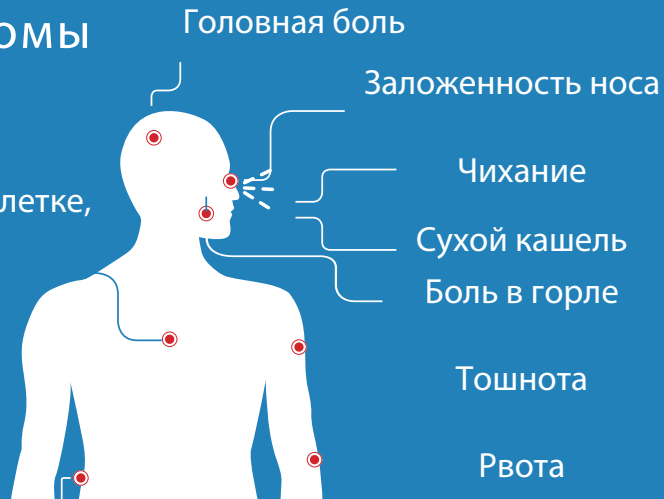 омы
Головная боль
Заложенность носа
Чихание
летке,
Сухой кашель
Боль в горле
Тошнота
Рвота